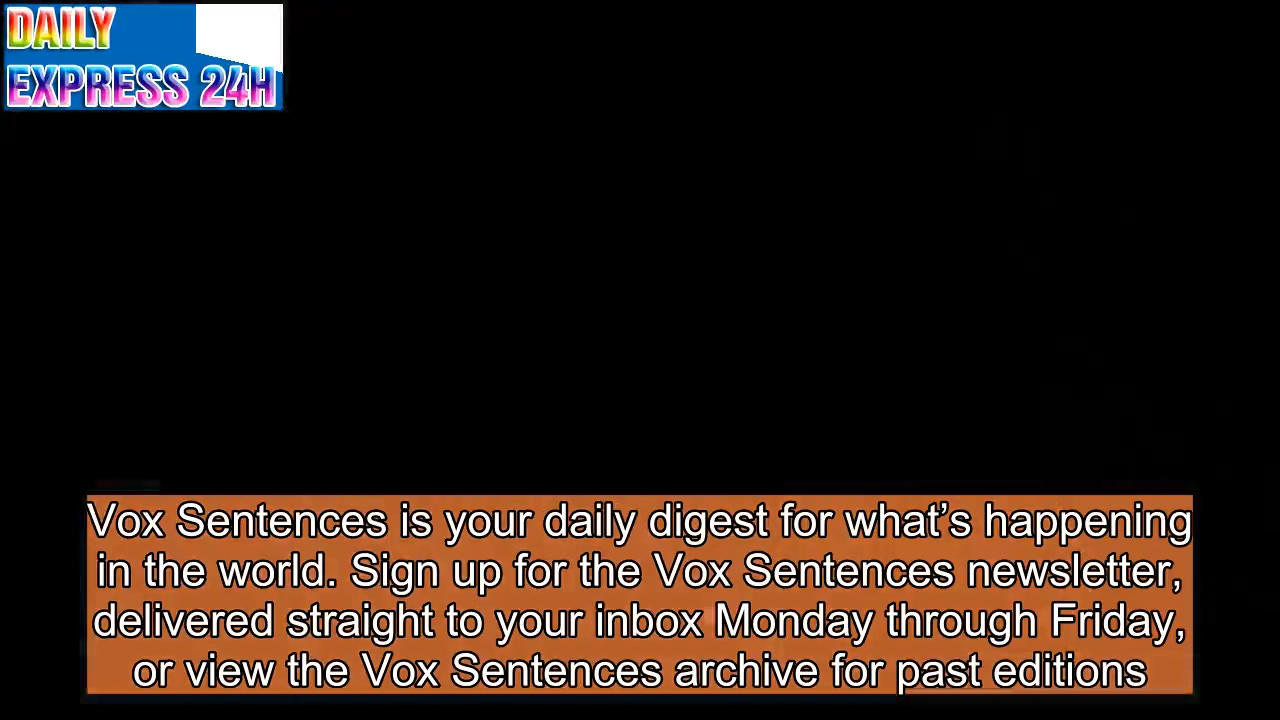 DAILY
EXPRESS 24H
Vox Sentences is your daily digest for what’s happening
in the world. Sign up for the Vox Sentences newsletter,
delivered straight to your inbox Monday through Friday,
or view the Vox Sentences archive for past editions